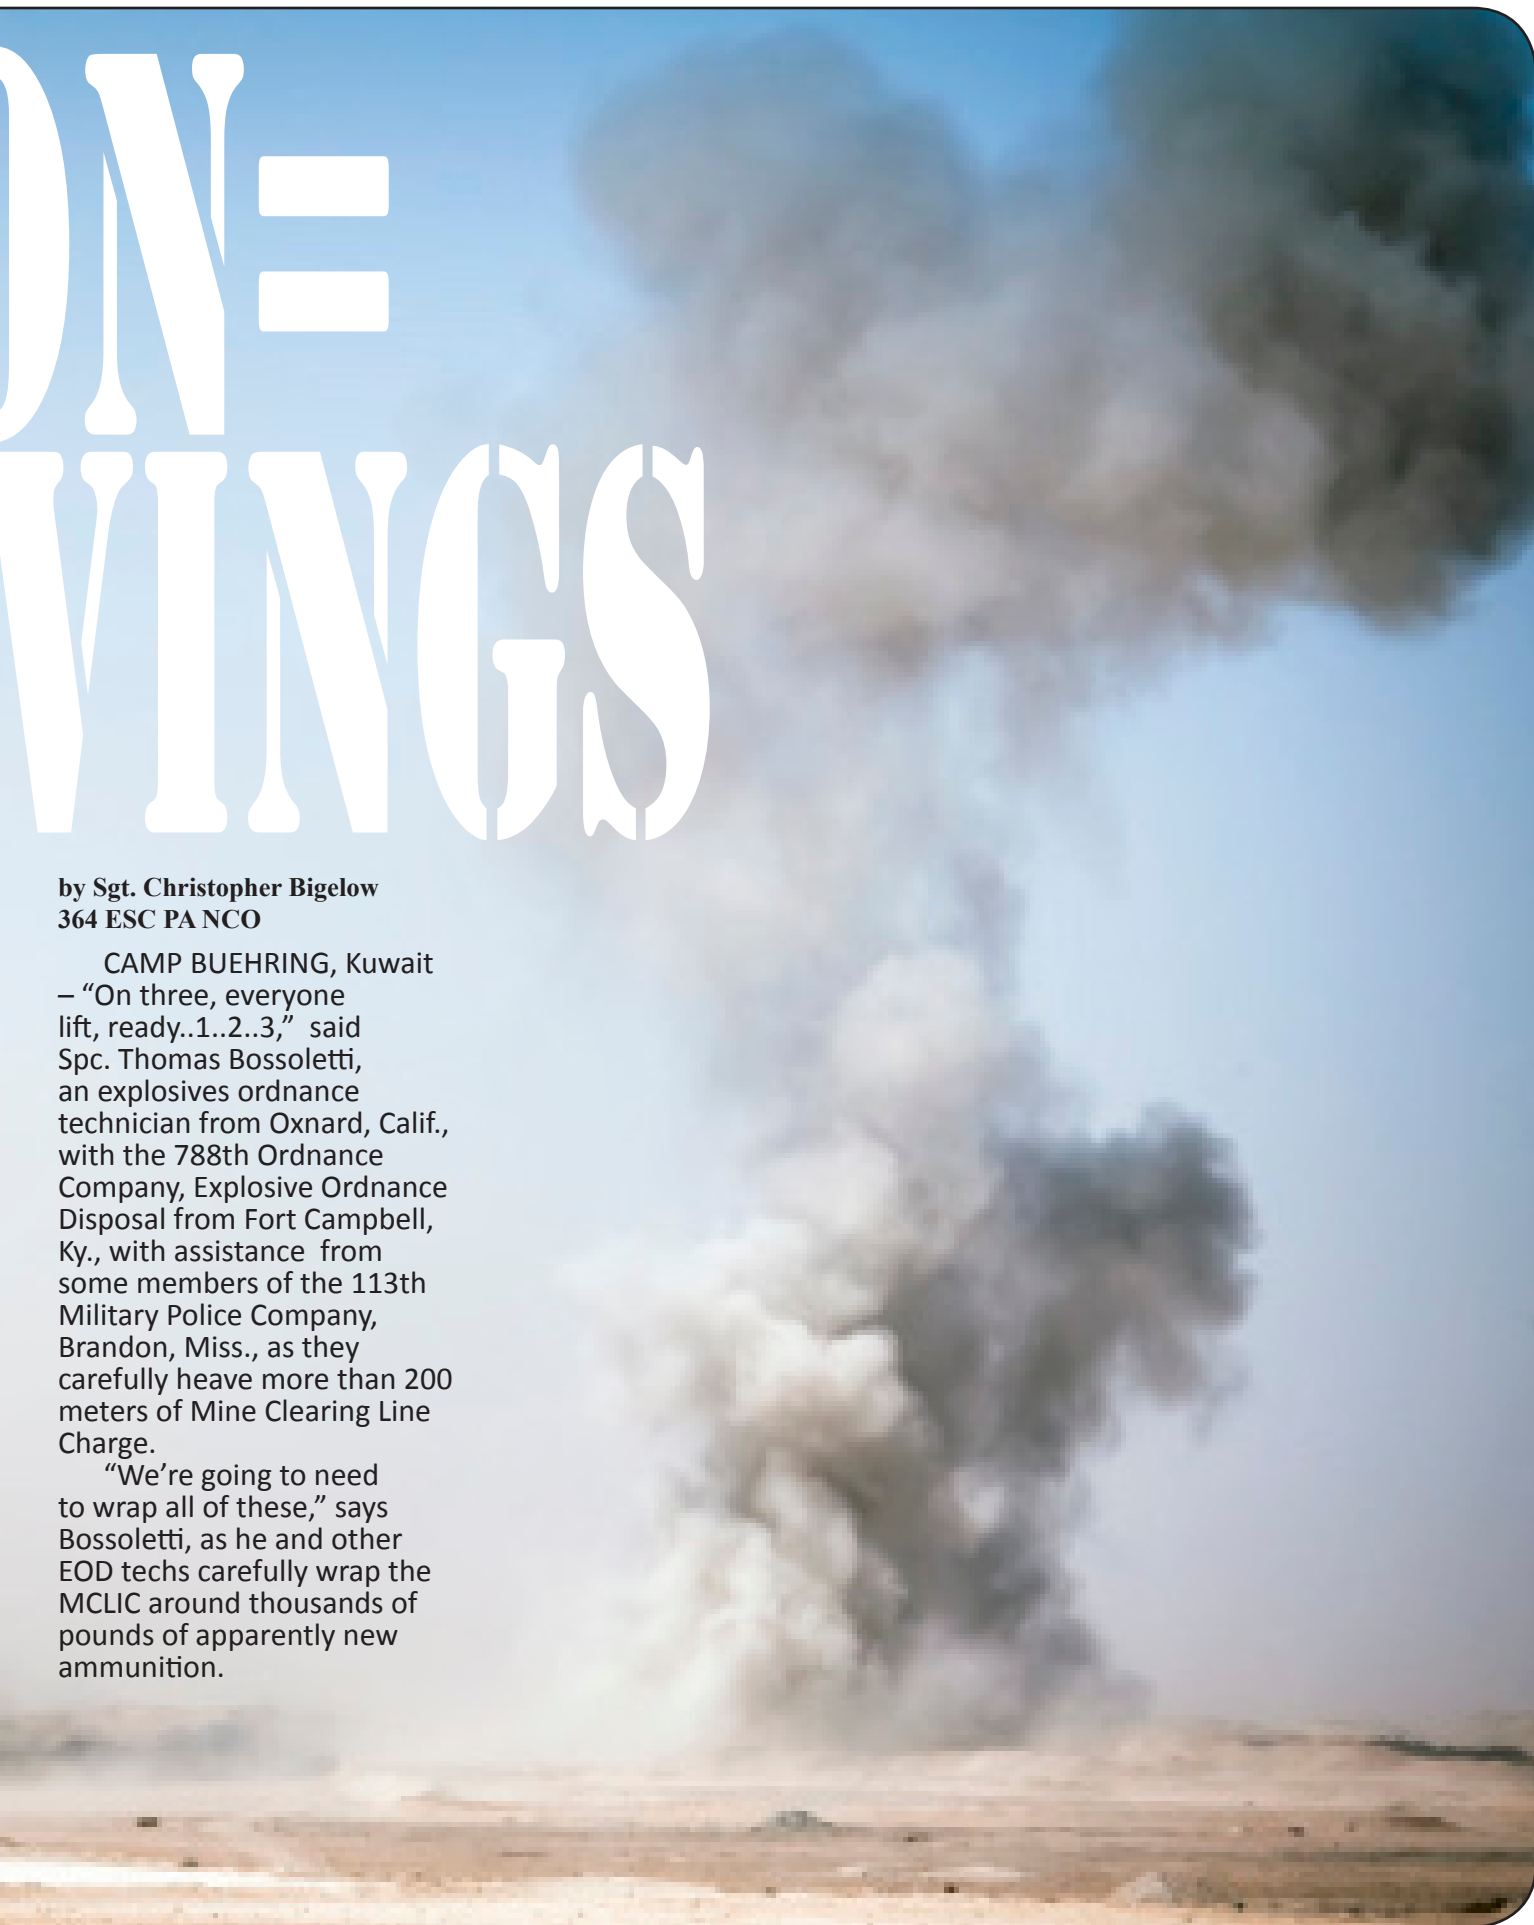 ON=
VINGS
by Sgt. Christopher Bigelow
364 ESC PA NCO
CAMP BUEHRING, Kuwait
– “On three, everyone
lift, ready..1..2..3,”  said
Spc. Thomas Bossoletti,
an explosives ordnance
technician from Oxnard, Calif.,
with the 788th Ordnance
Company, Explosive Ordnance
Disposal from Fort Campbell,
Ky., with assistance  from
some members of the 113th
Military Police Company,
Brandon, Miss., as they
carefully heave more than 200
meters of Mine Clearing Line
Charge.
“We’re going to need
to wrap all of these,” says
Bossoletti, as he and other
EOD techs carefully wrap the
MCLIC around thousands of
pounds of apparently new
ammunition.